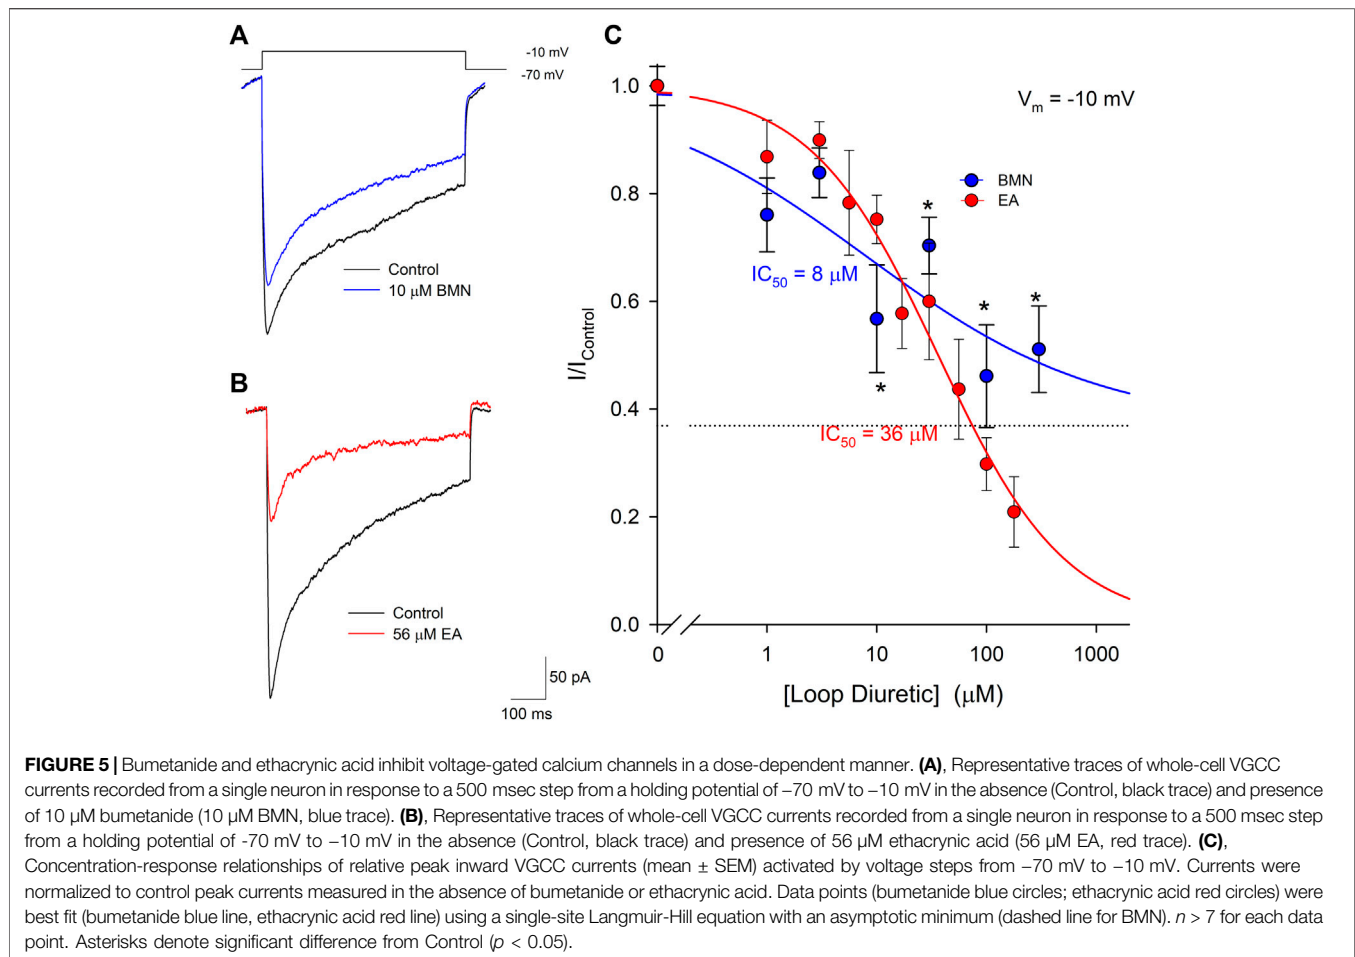 A
-10 mV
-70 mV
Control
10 μM BMN
B
Control
56 μM EA
50 pA
100 ms
C
V_m = -10 mV
BMN
EA
IC_50 = 8 μM
IC_50 = 36 μM
*
*
*
*
I/I_Control
1.0
0.8
0.6
0.4
0.2
0.0
0
1
10
100
1000
[Loop Diuretic] (μM)
FIGURE 5 | Bumetanide and ethacrynic acid inhibit voltage-gated calcium channels in a dose-dependent manner. (A), Representative traces of whole-cell VGCC
currents recorded from a single neuron in response to a 500 msec step from a holding potential of −70 mV to −10 mV in the absence (Control, black trace) and presence
of 10 μM bumetanide (10 μM BMN, blue trace). (B), Representative traces of whole-cell VGCC currents recorded from a single neuron in response to a 500 msec step
from a holding potential of -70 mV to −10 mV in the absence (Control, black trace) and presence of 56 μM ethacrynic acid (56 μM EA, red trace). (C),
Concentration-response relationships of relative peak inward VGCC currents (mean ± SEM) activated by voltage steps from −70 mV to −10 mV. Currents were
normalized to control peak currents measured in the absence of bumetanide or ethacrynic acid. Data points (bumetanide blue circles; ethacrynic acid red circles) were
best fit (bumetanide blue line, ethacrynic acid red line) using a single-site Langmuir-Hill equation with an asymptotic minimum (dashed line for BMN). n > 7 for each data
point. Asterisks denote significant difference from Control (p < 0.05).